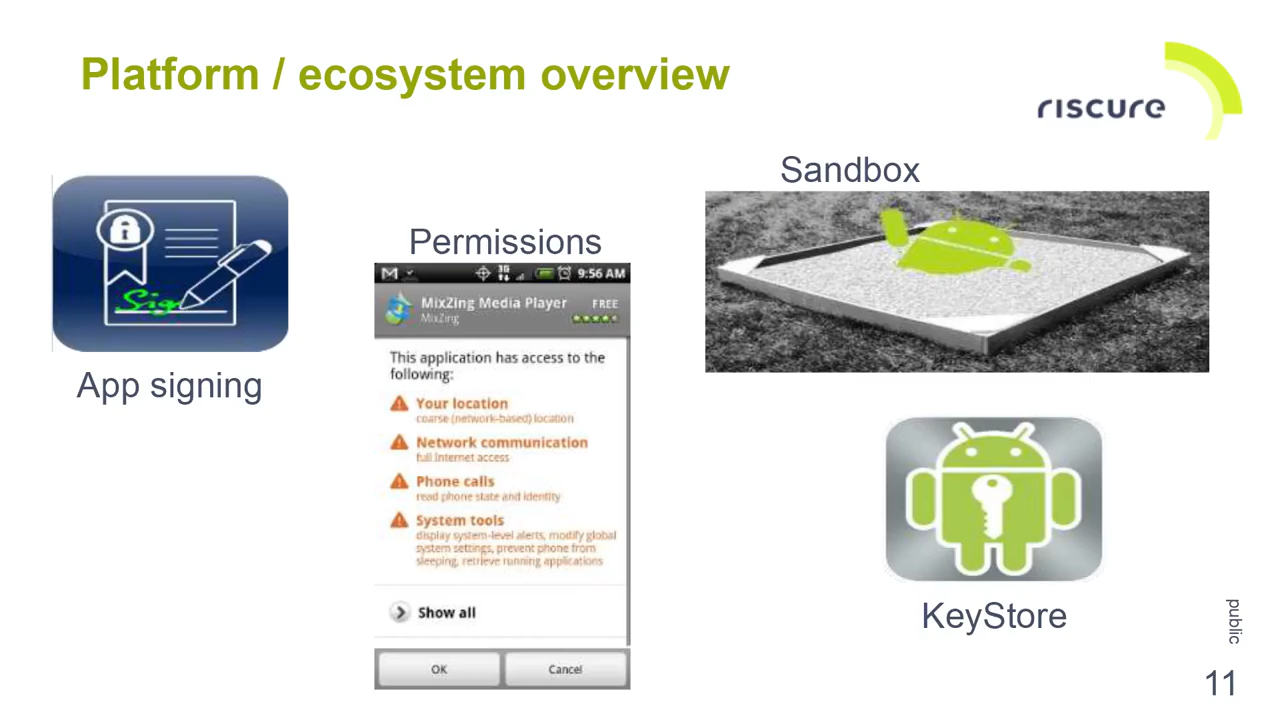 Platform / ecosystem overview
riscure
Sandbox
Permissions
Sign
App signing
9:56 AM
MixZing Media Player FREE
MixZing
This application has access to the
following:
Your location
coarse (network-based) location
Network communication
full Internet access
Phone calls
read phone state and identity
System tools
display system-level alerts, modify global
system settings, prevent phone from
sleeping, retrieve running applications
Show all
OK Cancel
KeyStore
public
11